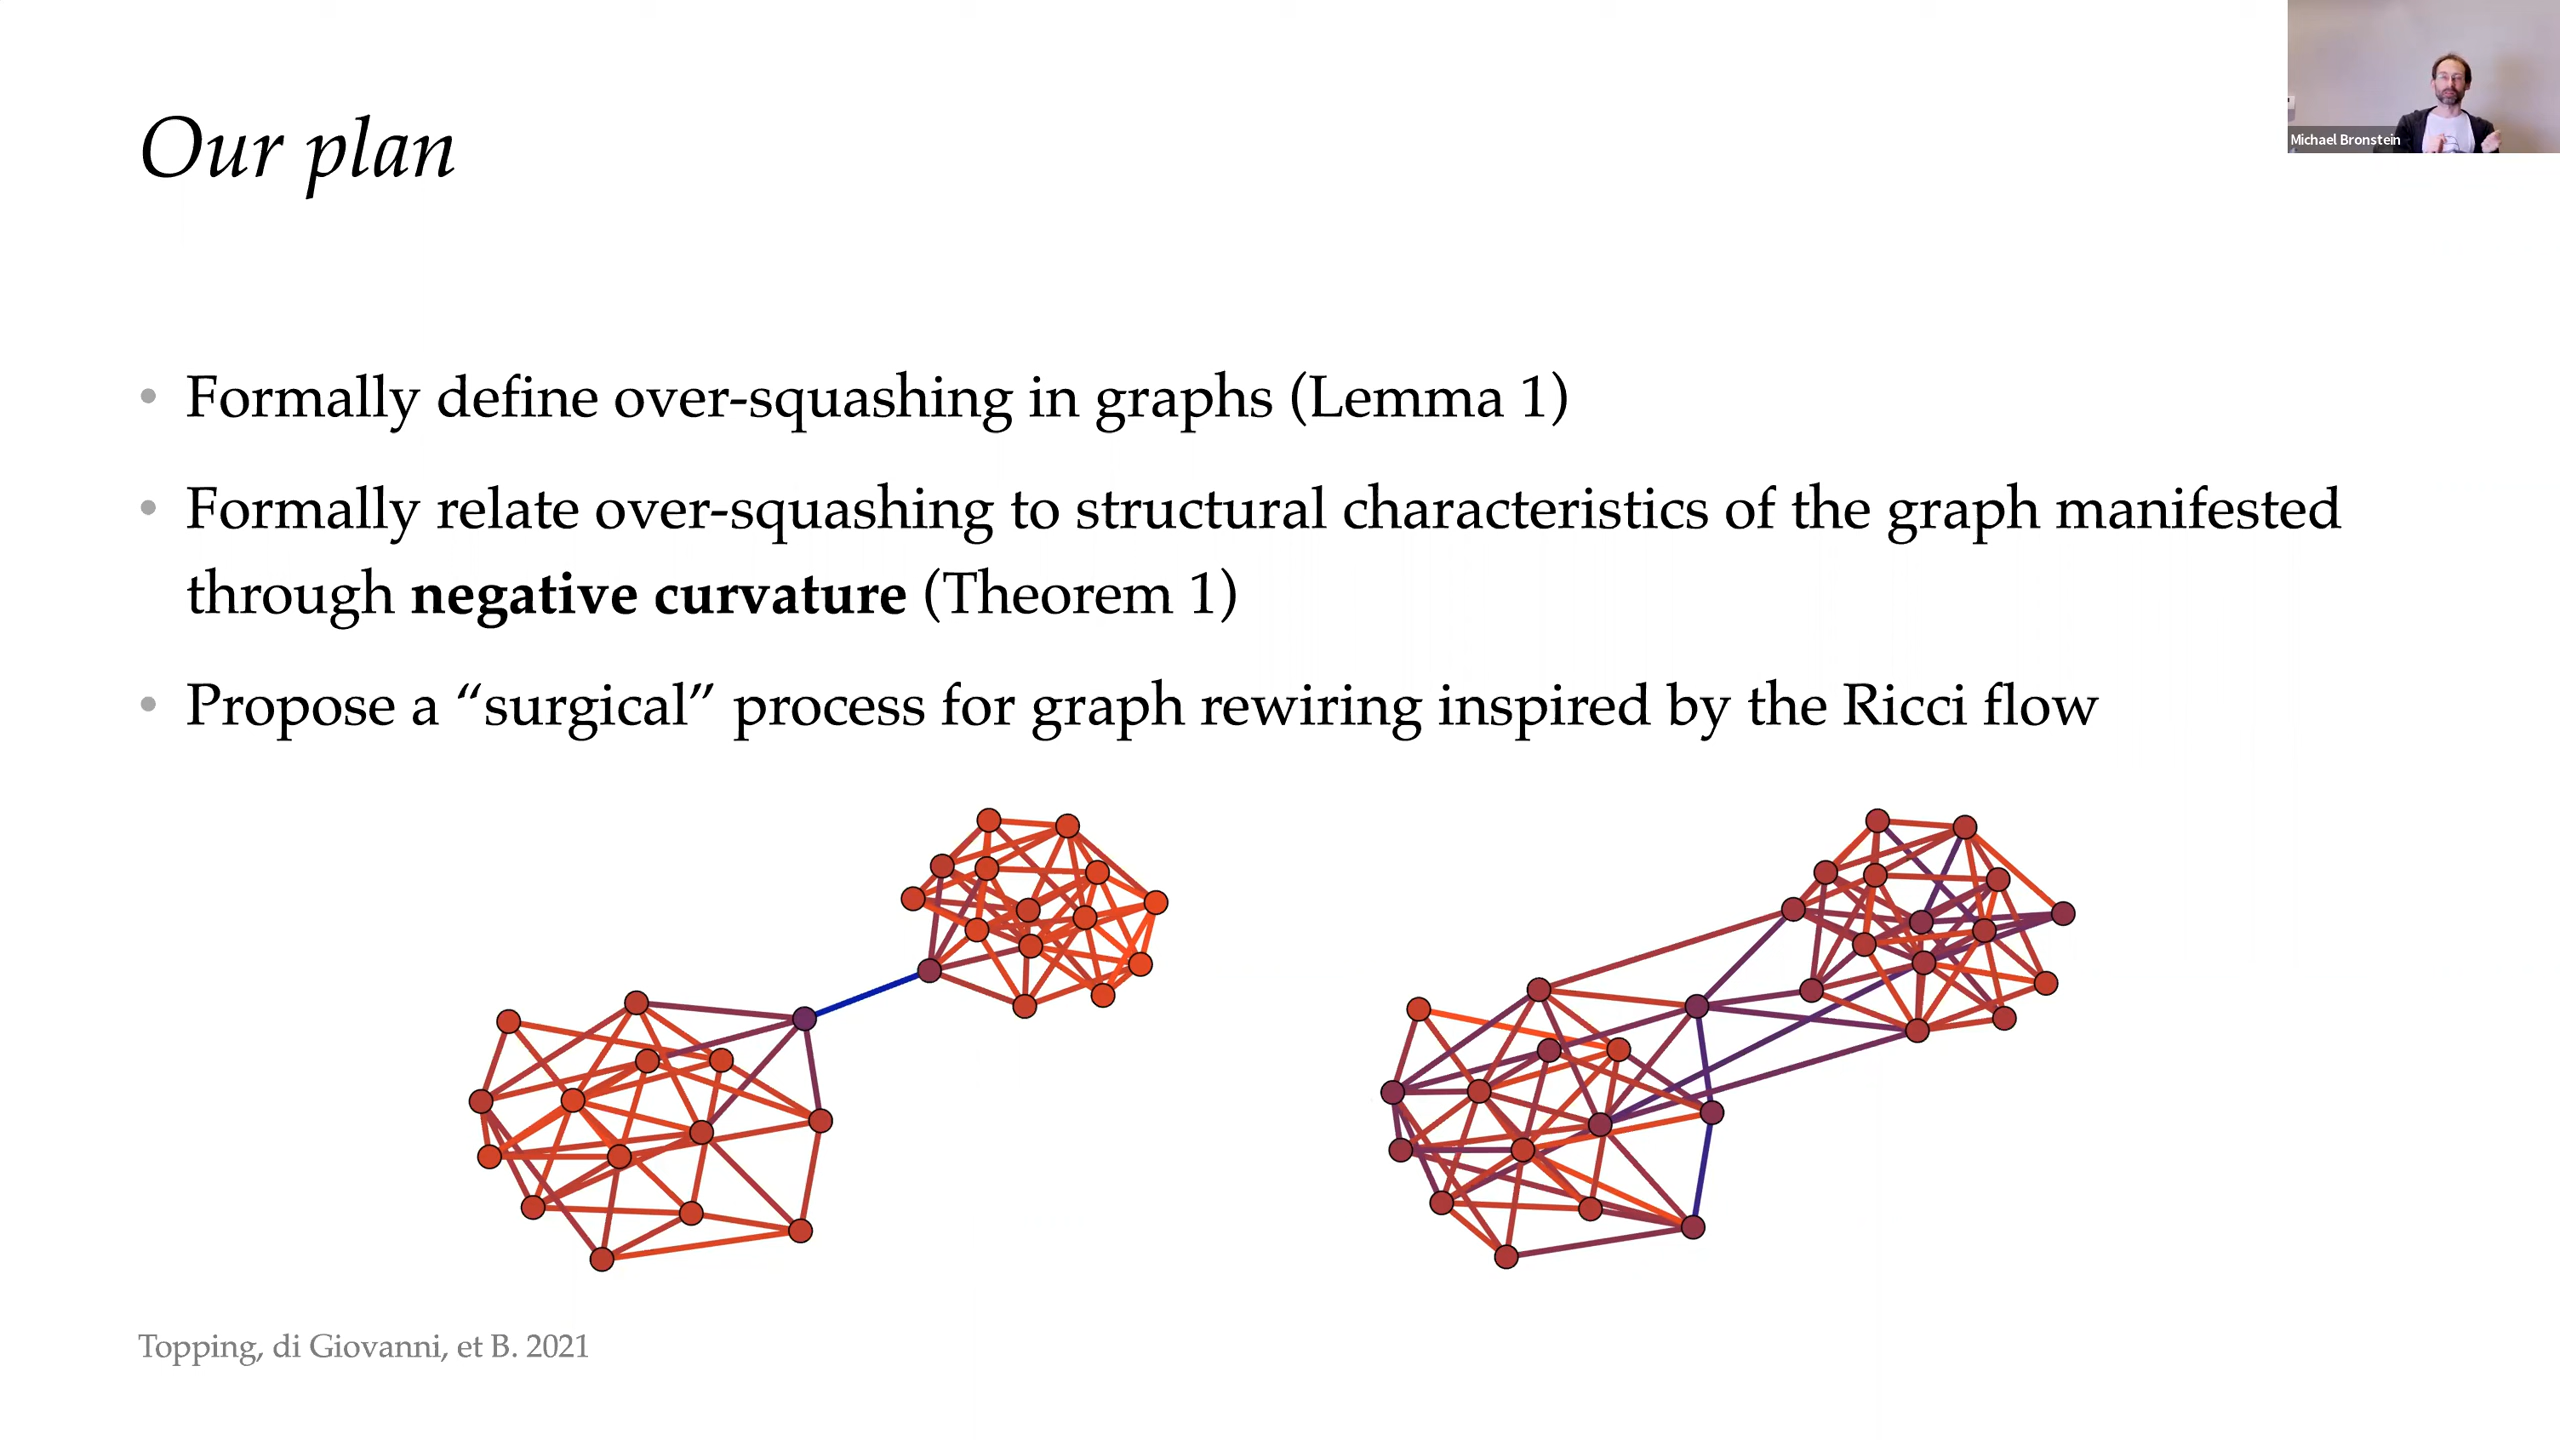 Our plan
Michael Bronstein
• Formally define over-squashing in graphs (Lemma 1)
• Formally relate over-squashing to structural characteristics of the graph manifested
through negative curvature (Theorem 1)
• Propose a “surgical” process for graph rewiring inspired by the Ricci flow
Topping, di Giovanni, et B. 2021